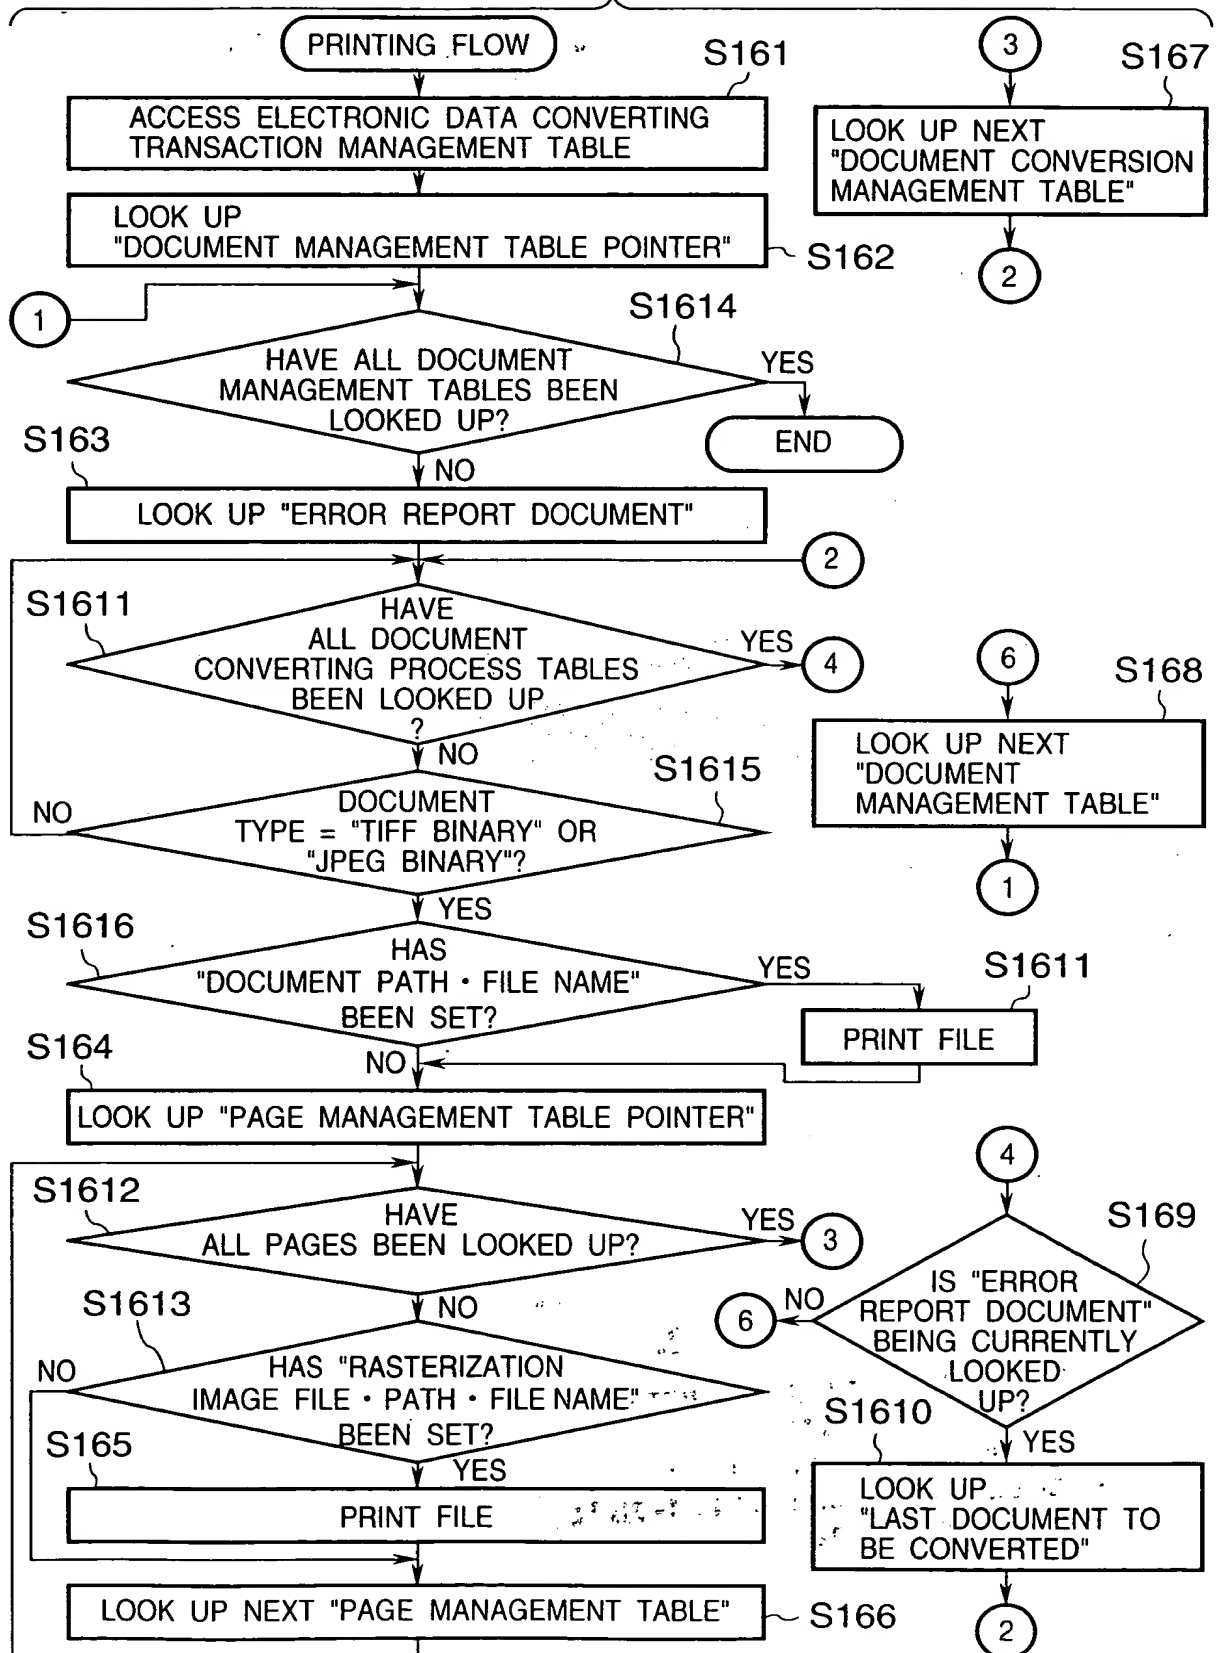 PRINTING FLOW
S161
ACCESS ELECTRONIC DATA CONVERTING
TRANSACTION MANAGEMENT TABLE
LOOK UP
"DOCUMENT MANAGEMENT TABLE POINTER"
S162
1
S1614
HAVE ALL DOCUMENT
MANAGEMENT TABLES BEEN
LOOKED UP?
YES
END
NO
S163
LOOK UP "ERROR REPORT DOCUMENT"
2
S1611
HAVE
ALL DOCUMENT
CONVERTING PROCESS TABLES
BEEN LOOKED UP
?
YES
4
NO
S1615
DOCUMENT
TYPE = "TIFF BINARY" OR
"JPEG BINARY"?
NO
YES
S1616
HAS
"DOCUMENT PATH • FILE NAME"
BEEN SET?
YES
S1611
PRINT FILE
NO
S164
LOOK UP "PAGE MANAGEMENT TABLE POINTER"
S1612
HAVE
ALL PAGES BEEN LOOKED UP?
YES
3
NO
S1613
HAS "RASTERIZATION
IMAGE FILE • PATH • FILE NAME"
BEEN SET?
NO
YES
S165
PRINT FILE
LOOK UP NEXT "PAGE MANAGEMENT TABLE"
S166
3
S167
LOOK UP NEXT
"DOCUMENT CONVERSION
MANAGEMENT TABLE"
2
6
S168
LOOK UP NEXT
"DOCUMENT
MANAGEMENT TABLE"
1
4
S169
IS "ERROR
REPORT DOCUMENT"
BEING CURRENTLY
LOOKED
UP?
NO
6
YES
S1610
LOOK UP
"LAST DOCUMENT TO
BE CONVERTED"
2